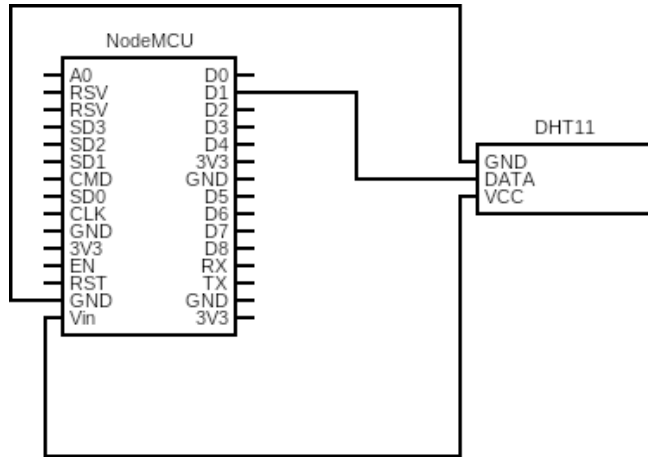 NodeMCU
A0 D0
RSV D1
RSV D2
SD3 D3
SD2 D4
SD1 3V3
CMD GND
SD0 D5
CLK D6
GND D7
3V3 D8
EN RX
RST TX
GND GND
Vin 3V3
DHT11
GND
DATA
VCC